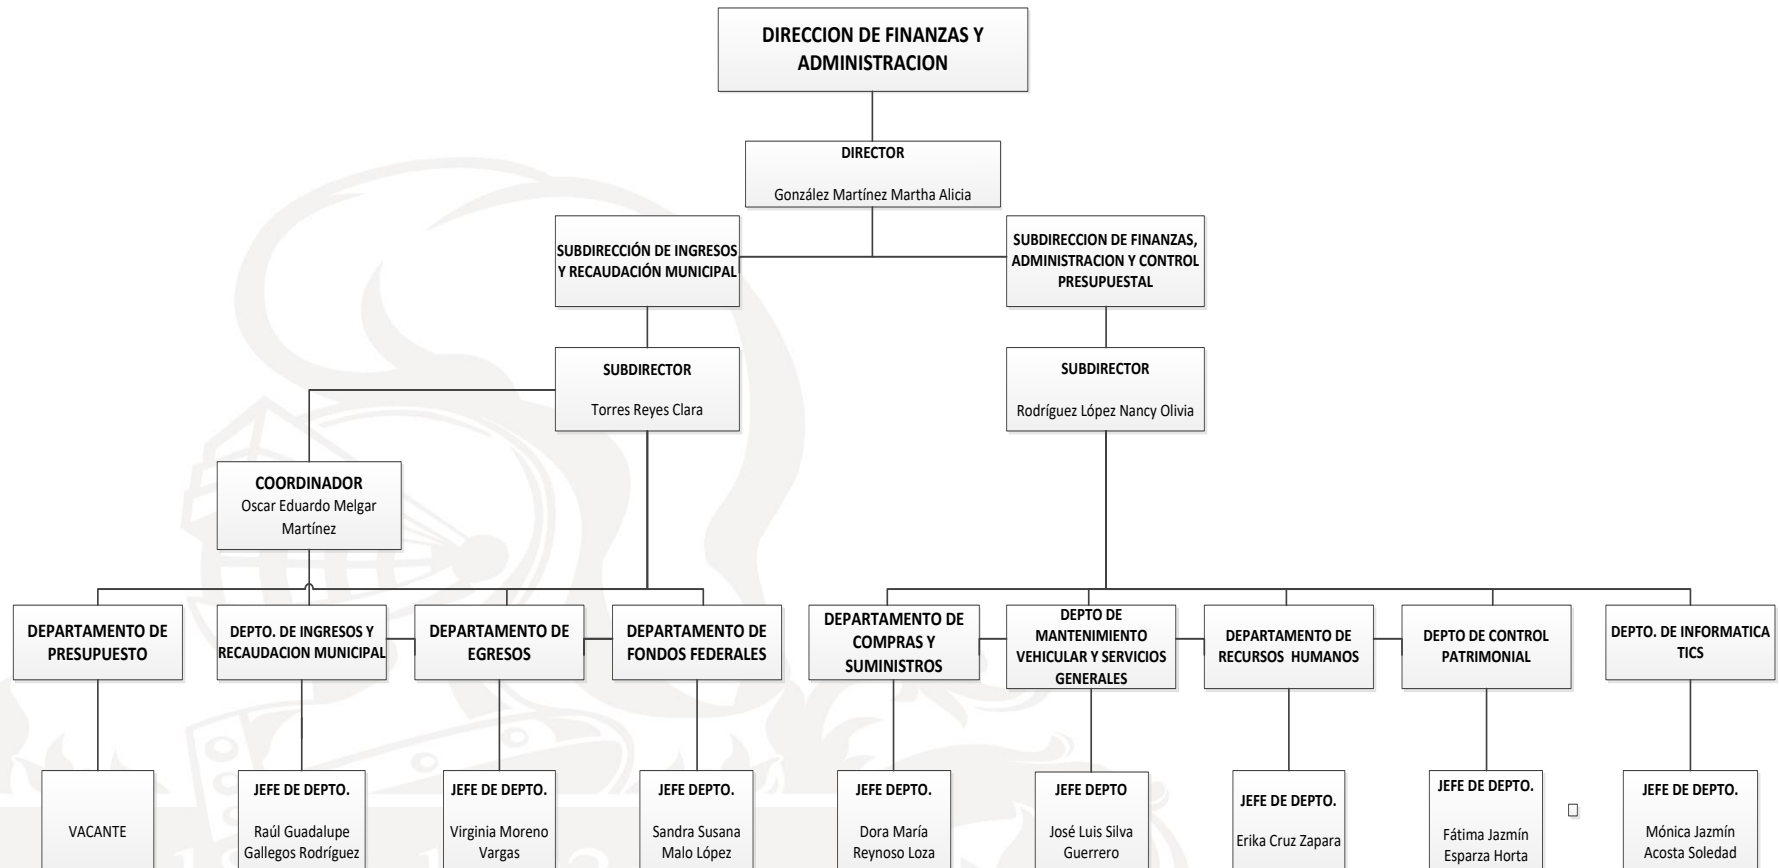 DIRECCION DE FINANZAS Y
ADMINISTRACION
DIRECTOR
González Martínez Martha Alicia
SUBDIRECCIÓN DE INGRESOS
Y RECAUDACIÓN MUNICIPAL
SUBDIRECCION DE FINANZAS,
ADMINISTRACION Y CONTROL
PRESUPUESTAL
SUBDIRECTOR
Torres Reyes Clara
SUBDIRECTOR
Rodríguez López Nancy Olivia
COORDINADOR
Oscar Eduardo Melgar
Martínez
DEPARTAMENTO DE
PRESUPUESTO
DEPTO. DE INGRESOS Y
RECAUDACION MUNICIPAL
DEPARTAMENTO DE
EGRESOS
DEPARTAMENTO DE
FONDOS FEDERALES
DEPARTAMENTO DE
COMPRAS Y
SUMINISTROS
DEPTO DE
MANTENIMIENTO
VEHICULAR Y SERVICIOS
GENERALES
DEPARTAMENTO DE
RECURSOS HUMANOS
DEPTO DE CONTROL
PATRIMONIAL
DEPTO. DE INFORMATICA
TICS
VACANTE
JEFE DE DEPTO.
Raúl Guadalupe
Gallegos Rodríguez
JEFE DE DEPTO.
Virginia Moreno
Vargas
JEFE DE DEPTO.
Sandra Susana
Malo López
JEFE DE DEPTO.
Dora María
Reynoso Loza
JEFE DEPTO
José Luis Silva
Guerrero
JEFE DE DEPTO.
Erika Cruz Zapara
JEFE DE DEPTO.
Fátima Jazmín
Esparza Horta
JEFE DE DEPTO.
Mónica Jazmín
Acosta Soledad